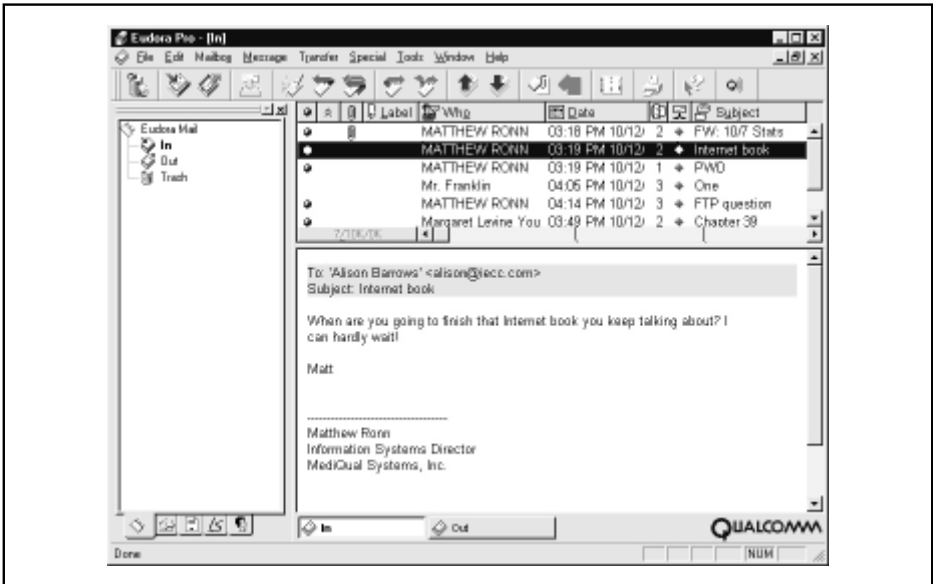 Eudora Pro - [In]
File Edit Mailbox Message Transfer Special Tools Window Help
Eudora Mail
In
Out
Trash
Label Who Date Subject
MATTHEW RONN 03:18 PM 10/12/ 2 FW: 10/7 Stats
MATTHEW RONN 03:19 PM 10/12/ 2 Internet book
MATTHEW RONN 03:19 PM 10/12/ 1 PWD
Mr. Franklin 04:05 PM 10/12/ 3 One
MATTHEW RONN 04:14 PM 10/12/ 3 FTP question
Margaret Levine You 03:49 PM 10/12/ 2 Chapter 39
To: 'Alison Barrows' <alison@iecc.com>
Subject: Internet book
When are you going to finish that Internet book you keep talking about? I
can hardly wait!
Matt
------------------------------------
Matthew Ronn
Information Systems Director
MediQual Systems, Inc.
In Out
QUALCOMM
Done NUM